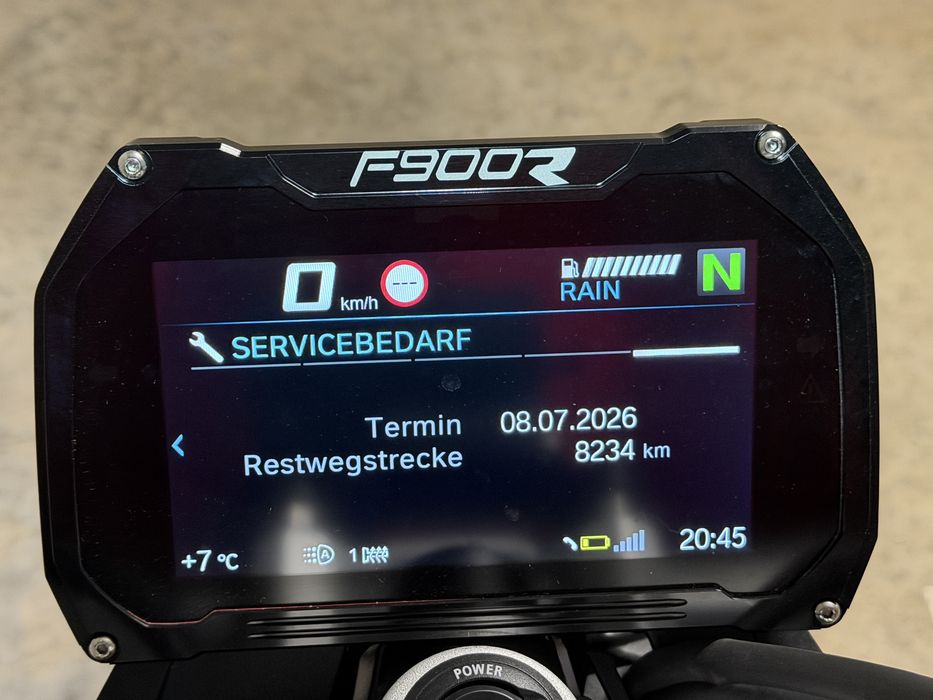 F900R
0 km/h --- RAIN N
SERVICEBEDARF
Termin 08.07.2026
Restwegstrecke 8234 km
+7 °C A 1 20:45
POWER